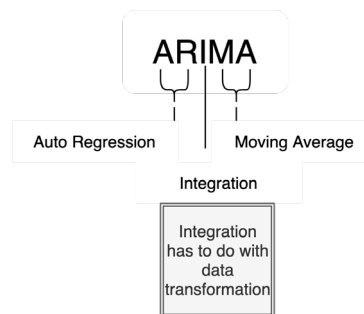 ARIMA
Auto Regression
Moving Average
Integration
Integration
has to do with
data
transformation